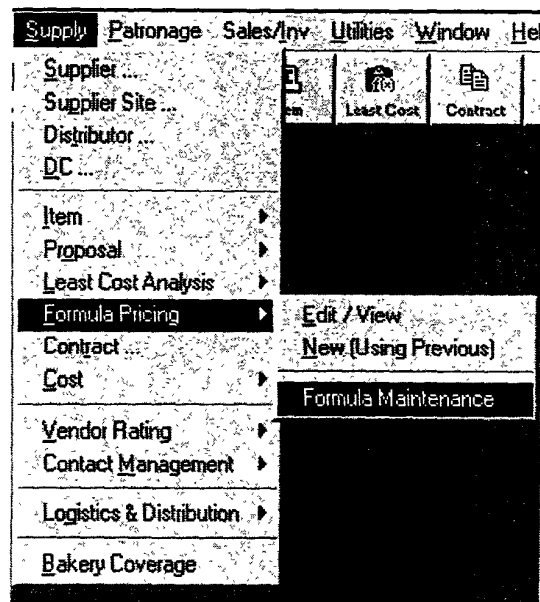 Supply Patronage Sales/Inv Utilities Window Hel
Supplier ...
Supplier Site ...
Distributor ...
DC ...
em Least Cost Contract
Item
Proposal
Least Cost Analysis
Formula Pricing
Contract ...
Cost
Vendor Rating
Contact Management
Logistics & Distribution
Bakery Coverage
Edit / View
New (Using Previous)
Formula Maintenance